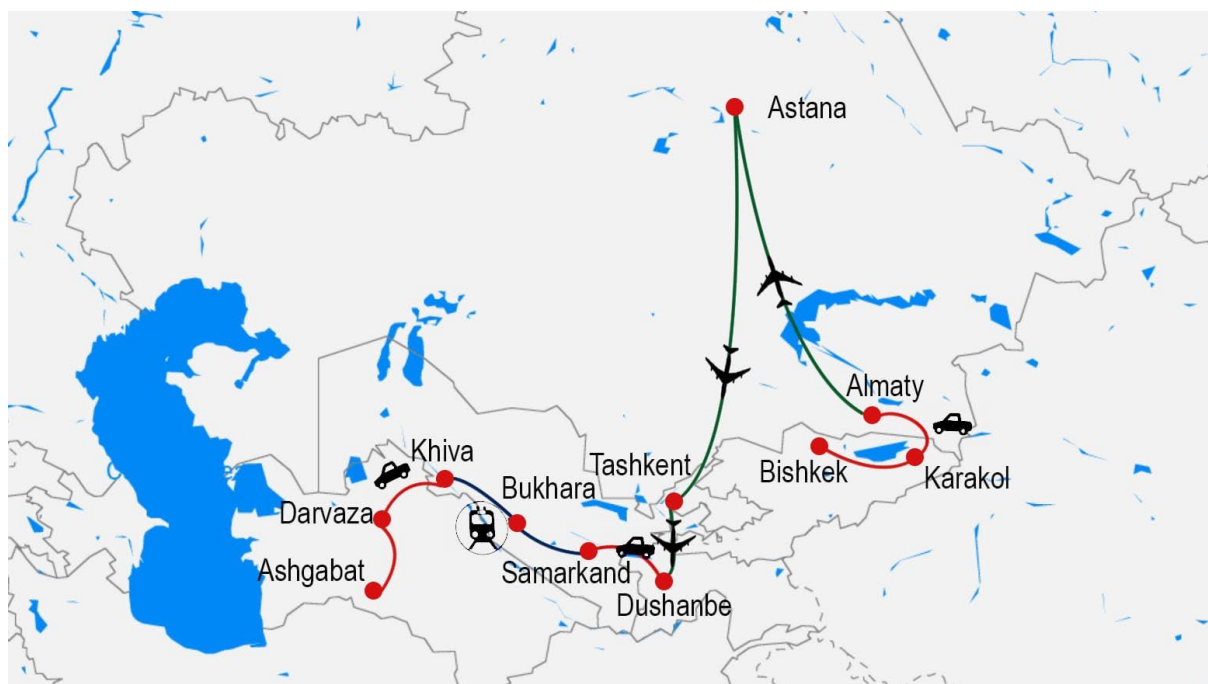 Astana
Almaty
Khiva
Tashkent
Bishkek
Karakol
Bukhara
Darvaza
Ashgabat
Samarkand
Dushanbe